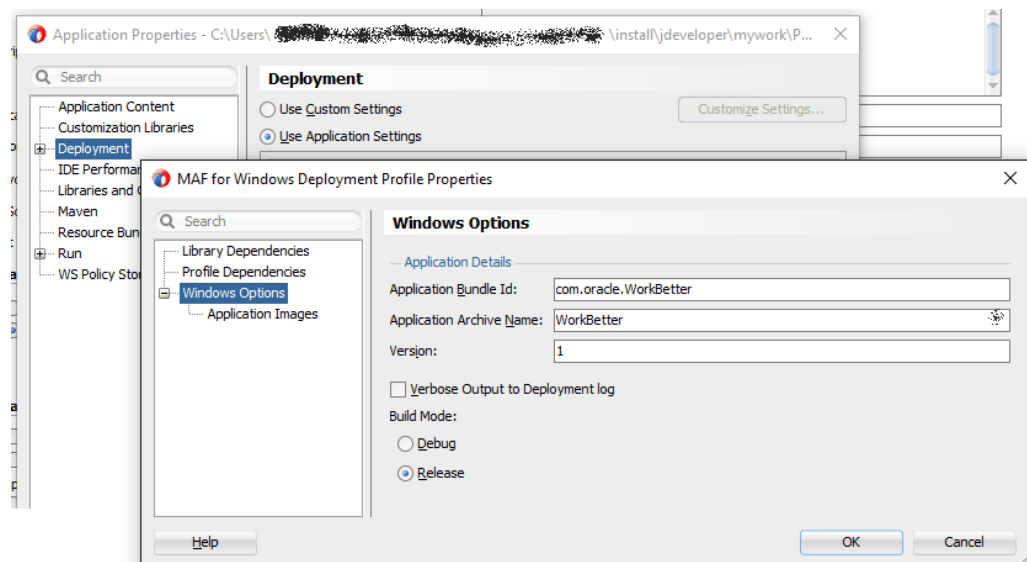 Application Properties - C:\Users\ \install\jdeveloper\mywork\P...
Search
Application Content
Customization Libraries
Deployment
IDE Performan
Libraries and
Maven
Resource Bun
Run
WS Policy Stor
Deployment
Use Custom Settings
Customize Settings...
Use Application Settings
MAF for Windows Deployment Profile Properties
Search
Library Dependencies
Profile Dependencies
Windows Options
Application Images
Windows Options
Application Details
Application Bundle Id: com.oracle.WorkBetter
Application Archive Name: WorkBetter
Version: 1
Verbose Output to Deployment log
Build Mode:
Debug
Release
Help
OK
Cancel